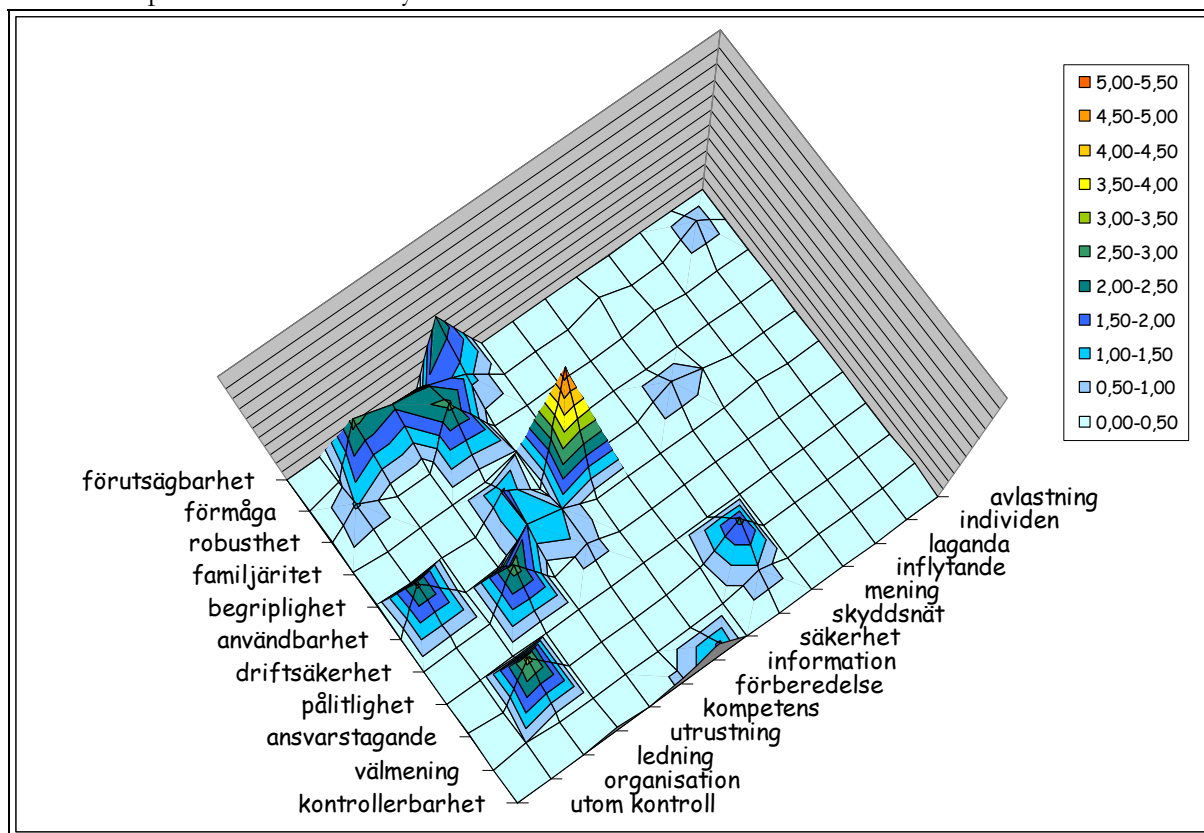 5,00-5,50
4,50-5,00
4,00-4,50
3,50-4,00
3,00-3,50
2,50-3,00
2,00-2,50
1,50-2,00
1,00-1,50
0,50-1,00
0,00-0,50
förutsägbarhet
förmåga
robusthet
familjäritet
begriplighet
användbarhet
driftsäkerhet
pålitlighet
ansvarstagande
välmening
kontrollerbarhet
avlastning
individen
laganda
inflytande
mening
skyddsnät
säkerhet
information
förberedelse
kompetens
utrustning
ledning
organisation
utom kontroll